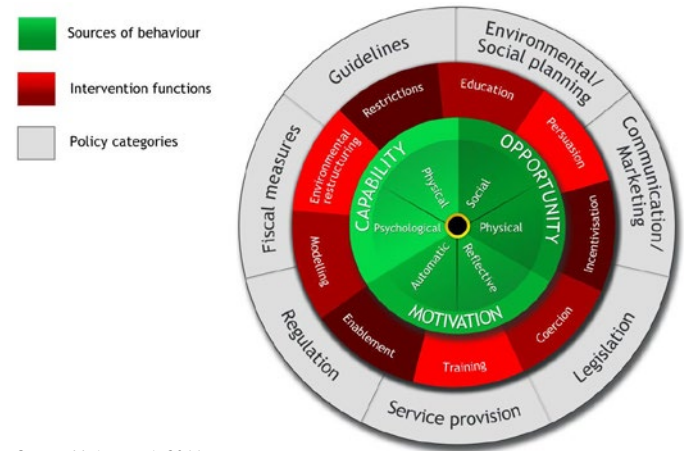 Sources of behaviour
Intervention functions
Policy categories
Guidelines
Environmental/
Social planning
Communication/
Marketing
Legislation
Service provision
Regulation
Fiscal measures
Restrictions
Education
Persuasion
Incentivisation
Coercion
Training
Enablement
Modelling
Environmental
restructuring
CAPABILITY
OPPORTUNITY
MOTIVATION
Physical
Social
Psychological
Physical
Automatic
Reflective